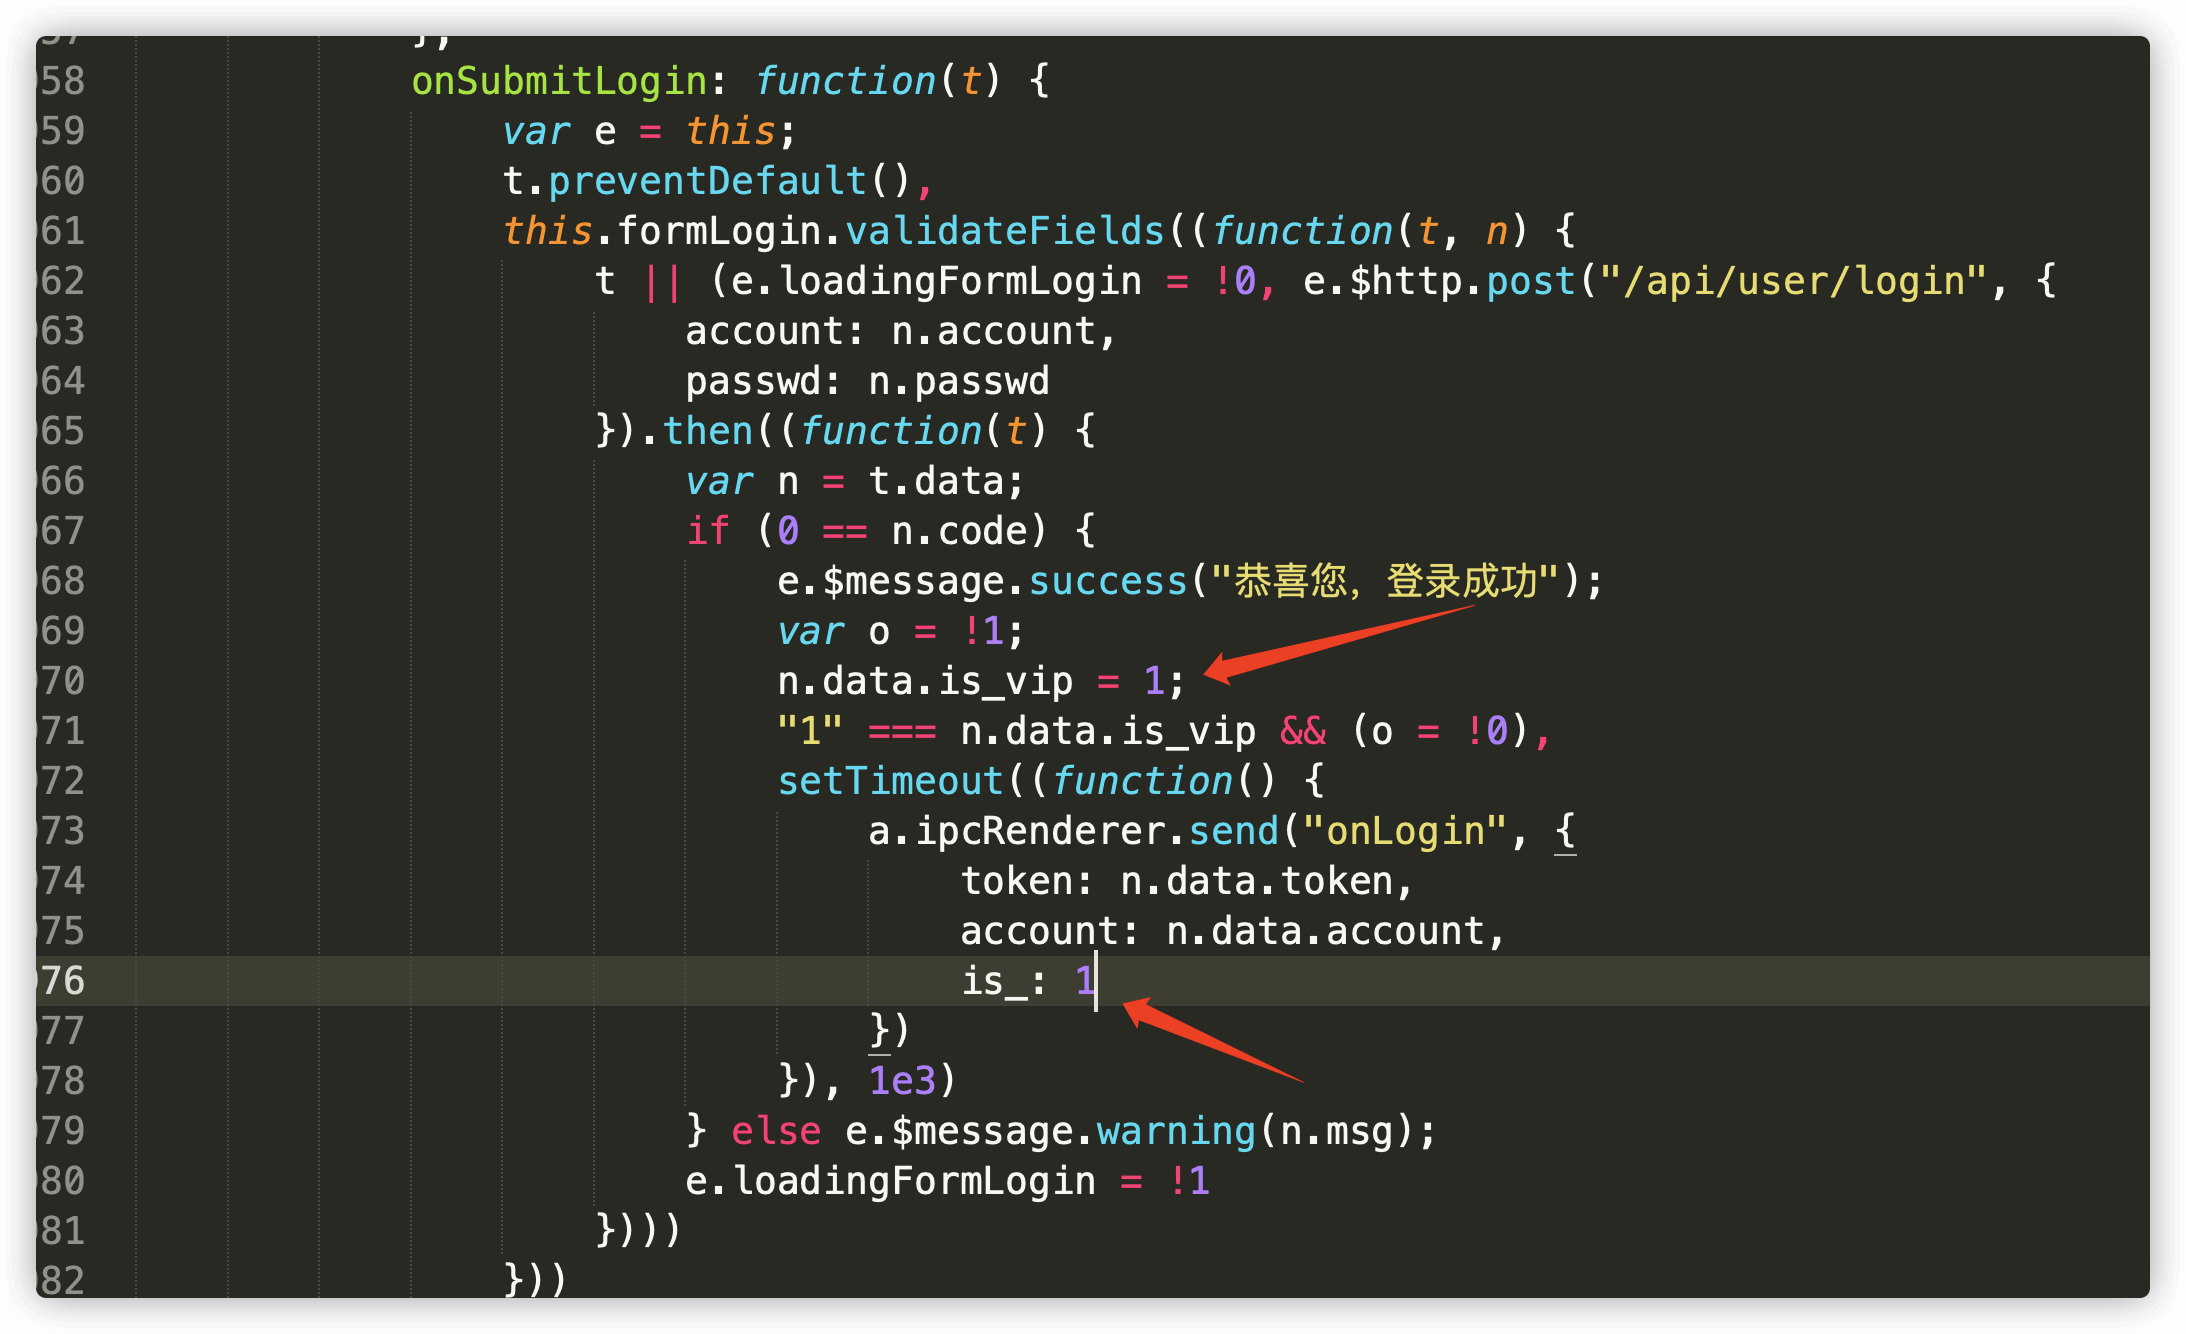 58 onSubmitLogin: function(t) {
59 var e = this;
60 t.preventDefault(),
61 this.formLogin.validateFields((function(t, n) {
62 t || (e.loadingFormLogin = !0, e.$http.post("/api/user/login", {
63 account: n.account,
64 passwd: n.passwd
65 }).then((function(t) {
66 var n = t.data;
67 if (0 == n.code) {
68 e.$message.success("恭喜您，登录成功");
69 var o = !1;
70 n.data.is_vip = 1;
71 "1" === n.data.is_vip && (o = !0),
72 setTimeout((function() {
73 a.ipcRenderer.send("onLogin", {
74 token: n.data.token,
75 account: n.data.account,
76 is_: 1
77 })
78 }), 1e3)
79 } else e.$message.warning(n.msg);
80 e.loadingFormLogin = !1
81 })))
82 }))